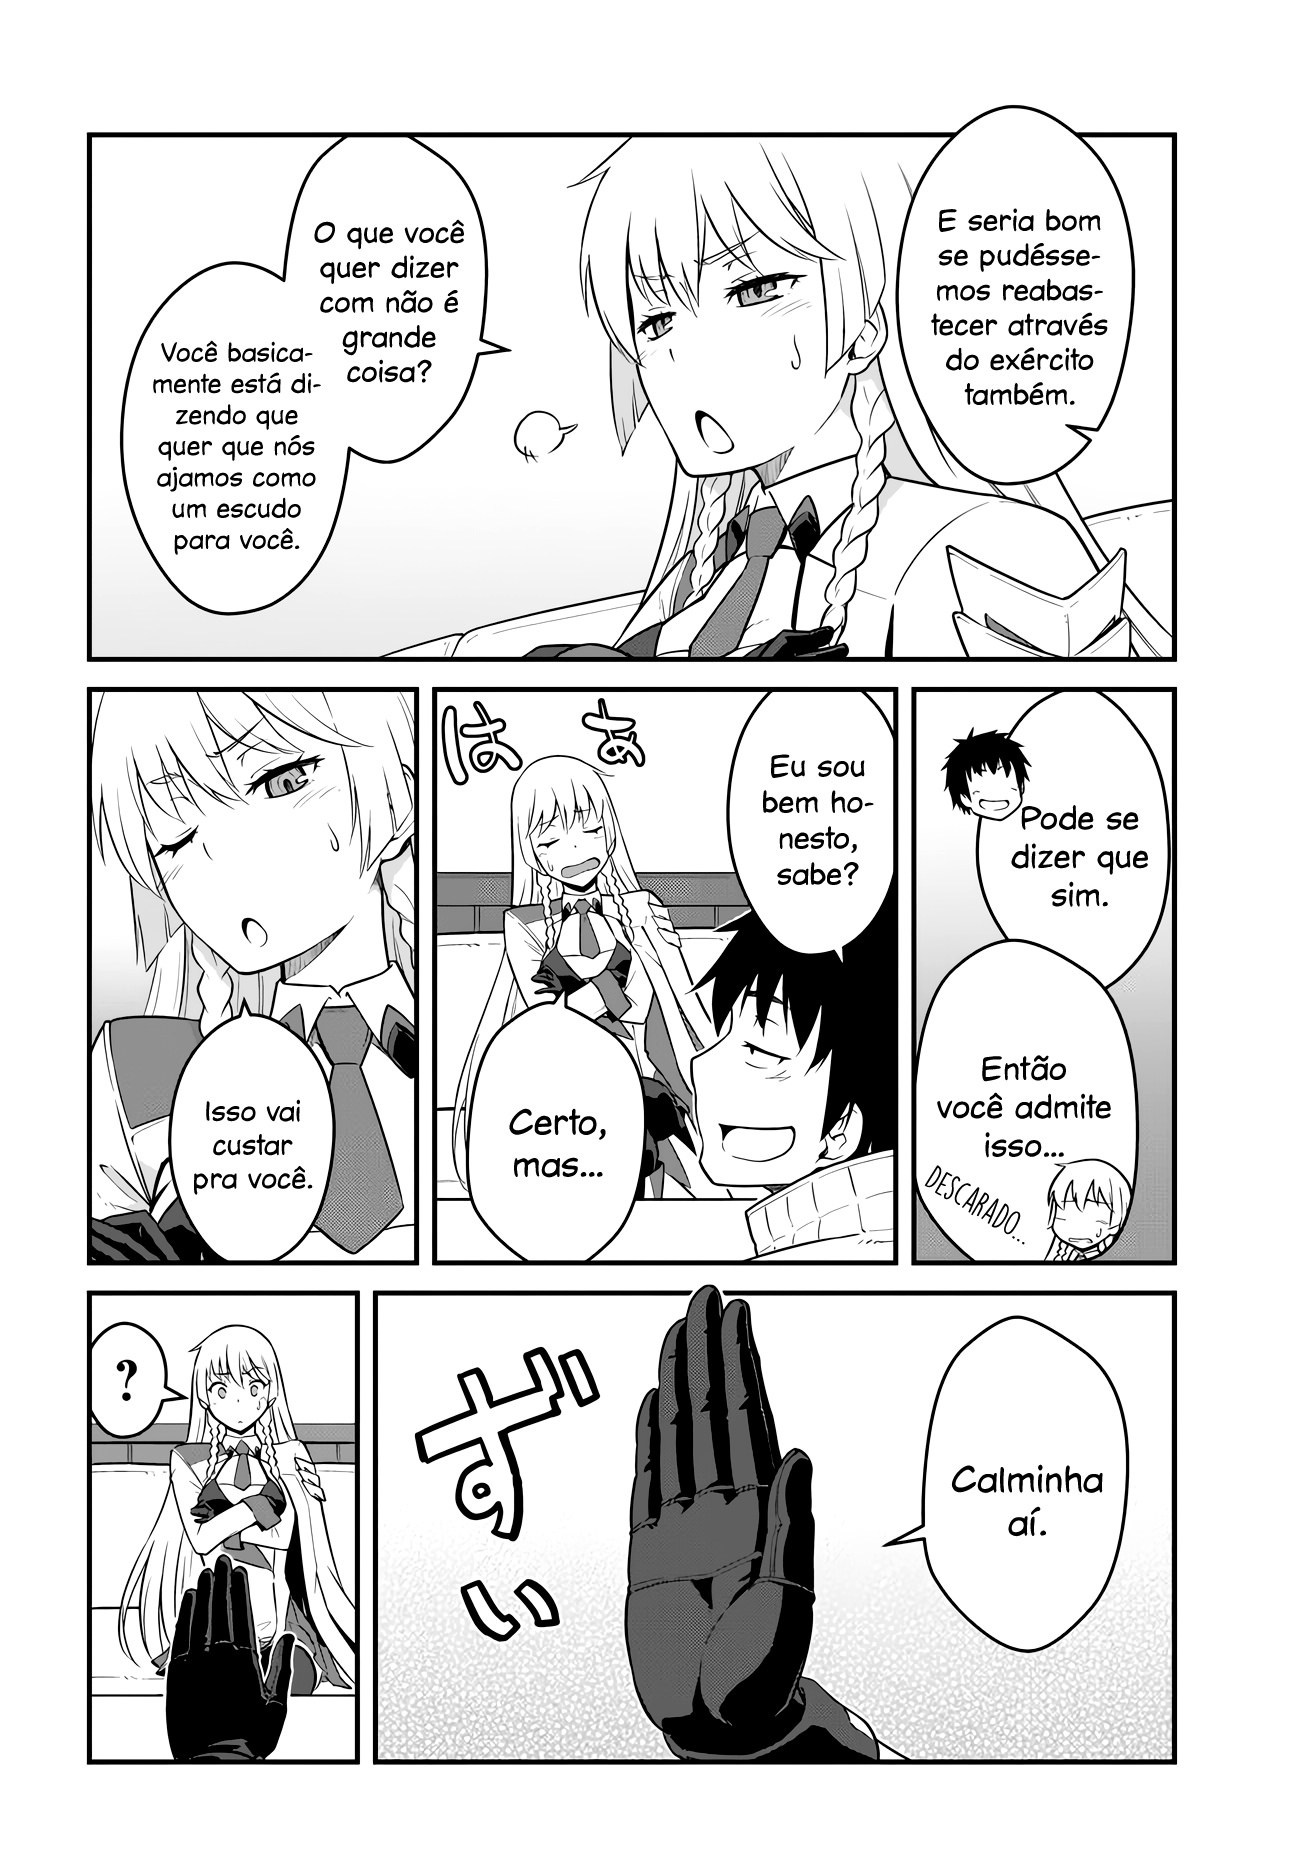 E seria bom
se pudésse-
mos reabas-
tecer através
do exército
também.
O que você
quer dizer
com não é
grande
coisa?
Você basica-
mente está di-
zendo que
quer que nós
ajamos como
um escudo
para você.
Pode se
dizer que
sim.
Então
você admite
isso...
DESCARADO...
Eu sou
bem ho-
nesto,
sabe?
はぁ
Certo,
mas...
Isso vai
custar
pra você.
Calminha
aí.
ずい
?